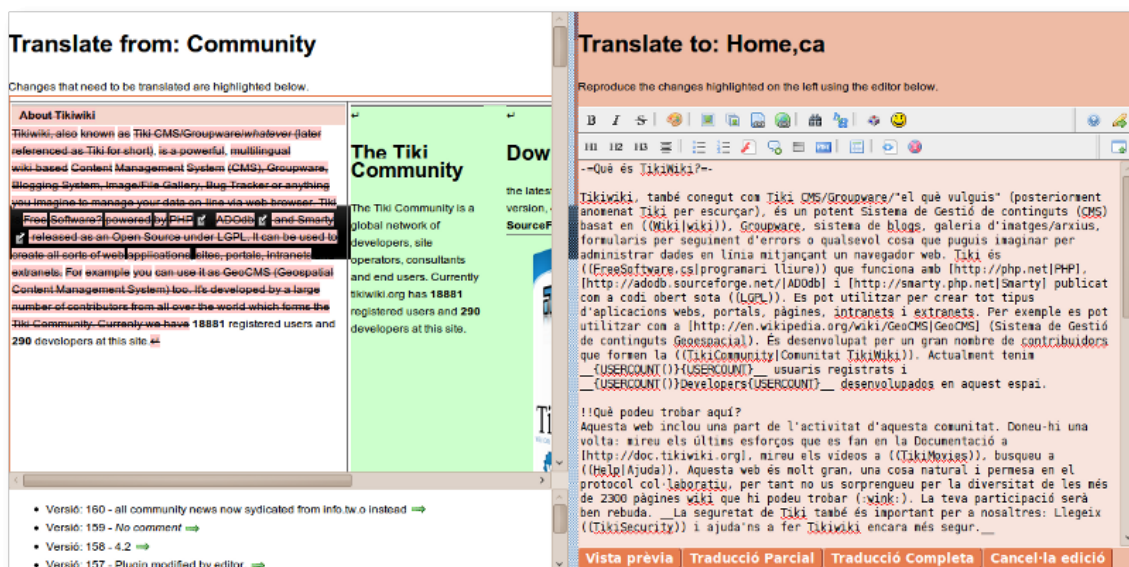 Translate from: Community
Changes that need to be translated are highlighted below.
About Tikiwiki
Tikiwiki, also known as Tiki CMS/Groupware/whatever (later
referenced as Tiki for short), is a powerful, multilingual
wiki based Content Management System (CMS), Groupware,
Blogging System, Image/File Gallery, Bug Tracker or anything
you imagine to manage your data on-line via web browser. Tiki
Free Software? powered by PHP ADOdb and Smarty
released as an Open Source under LGPL. It can be used to
create all sorts of web applications sites, portals, intranets
extranets. For example you can use it as GeoCMS (Geospatial
Content Management System) too. It's developed by a large
number of contributors from all over the world which forms the
Tiki Community. Currenly we have 18881 registered users and
290 developers at this site.
The Tiki
Community
The Tiki Community is a
global network of
developers, site
operators, consultants
and end users. Currently
tikiwiki.org has 18881
registered users and 290
developers at this site.
Dow
the lates
version,
SourceF
Ti
Versió: 160 - all community news now sydicated from info.tw.o instead
Versió: 159 - No comment
Versió: 158 - 4.2
Versió: 157 - Plugin modified by editor.
Translate to: Home,ca
Reproduce the changes highlighted on the left using the editor below.
B I S
H1 H2 H3
-=Què és TikiWiki?=-
Tikiwiki, també conegut com Tiki CMS/Groupware/"el què vulguis" (posteriorment
anomenat Tiki per escurçar), és un potent Sistema de Gestió de continguts (CMS)
basat en ((Wiki|wiki)), Groupware, sistema de blogs, galeria d'imatges/arxius,
formularis per seguiment d'errors o qualsevol cosa que puguis imaginar per
administrar dades en línia mitjançant un navegador web. Tiki és
((FreeSoftware,cs|programari lliure)) que funciona amb [http://php.net|PHP],
[http://adodb.sourceforge.net/|ADOdb] i [http://smarty.php.net|Smarty] publicat
com a codi obert sota ((LGPL)). Es pot utilitzar per crear tot tipus
d'aplicacions webs, portals, pàgines, intranets i extranets. Per exemple es pot
utilitzar com a [http://en.wikipedia.org/wiki/GeoCMS|GeoCMS] (Sistema de Gestió
de continguts Geoespacial). És desenvolupat per un gran nombre de contribuidors
que formen la ((TikiCommunity|Comunitat TikiWiki)). Actualment tenim
__{USERCOUNT()}{USERCOUNT}__ usuaris registrats i
__{USERCOUNT()}Developers{USERCOUNT}__ desenvolupados en aquest espai.
!!Què podeu trobar aquí?
Aquesta web inclou una part de l'activitat d'aquesta comunitat. Doneu-hi una
volta: mireu els últims esforços que es fan en la Documentació a
[http://doc.tikiwiki.org], mireu els vídeos a ((TikiMovies)), busqueu a
((Help|Ajuda)). Aquesta web és molt gran, una cosa natural i permesa en el
protocol col·laboratiu, per tant no us sorprengueu per la diversitat de les més
de 2300 pàgines wiki que hi podeu trobar (:wink:). La teva participació serà
ben rebuda. __La seguretat de Tiki també és important per a nosaltres: Llegeix
((TikiSecurity)) i ajuda'ns a fer Tikiwiki encara més segur.__
Vista prèvia Traducció Parcial Traducció Completa Cancel·la edició